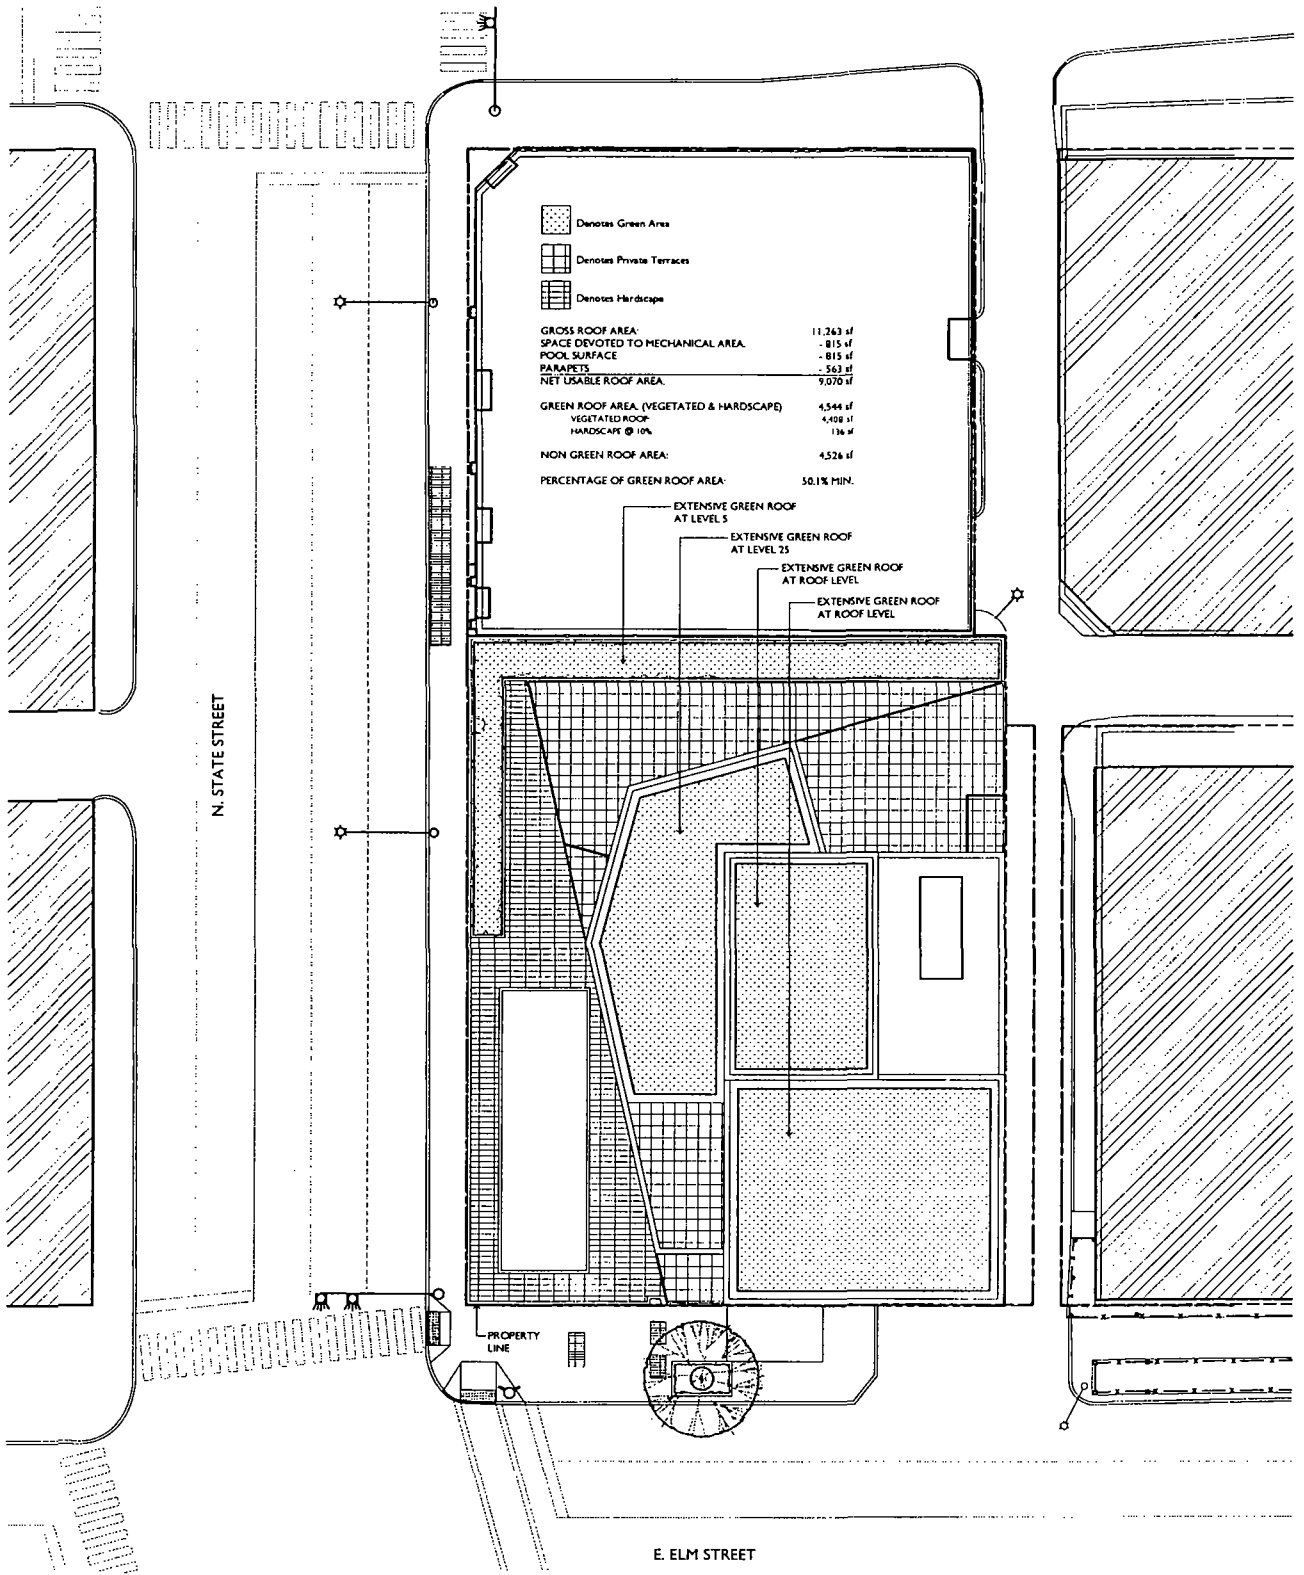 Denotes Green Area
Denotes Private Terraces
Denotes Hardscape
GROSS ROOF AREA: 11,263 sf
SPACE DEVOTED TO MECHANICAL AREA. - 815 sf
POOL SURFACE - 815 sf
PARAPETS - 563 sf
NET USABLE ROOF AREA. 9,070 sf
GREEN ROOF AREA. (VEGETATED & HARDSCAPE) 4,544 sf
VEGETATED ROOF 4,408 sf
HARDSCAPE @ 10% 136 sf
NON GREEN ROOF AREA: 4,526 sf
PERCENTAGE OF GREEN ROOF AREA: 50.1% MIN.
EXTENSIVE GREEN ROOF
AT LEVEL 5
EXTENSIVE GREEN ROOF
AT LEVEL 25
EXTENSIVE GREEN ROOF
AT ROOF LEVEL
EXTENSIVE GREEN ROOF
AT ROOF LEVEL
N. STATE STREET
PROPERTY
LINE
E. ELM STREET